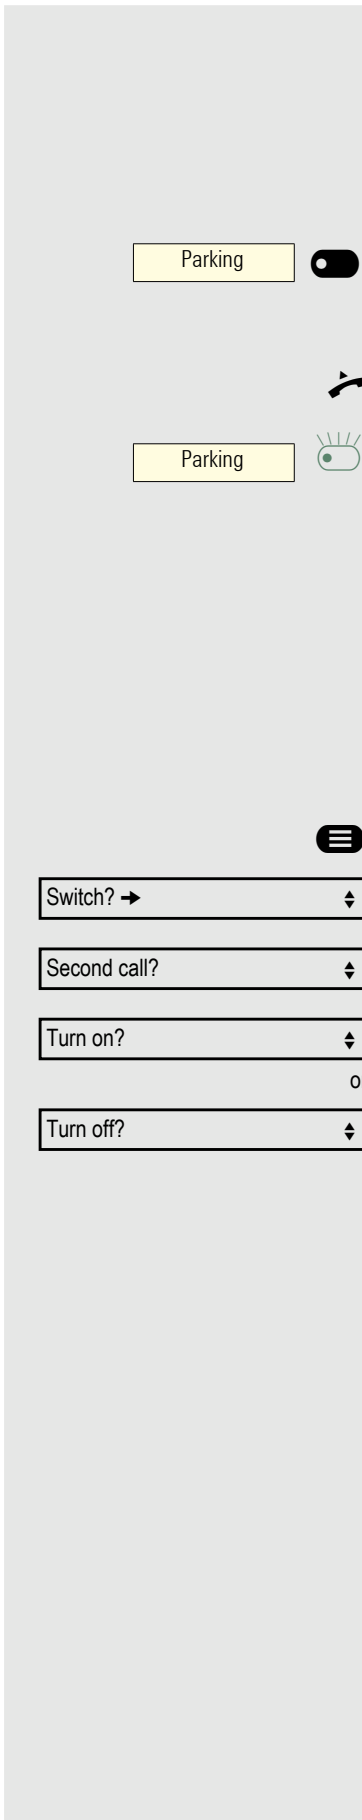 Parking
Parking
Switch? →
Second call?
Turn on?
o
Turn off?